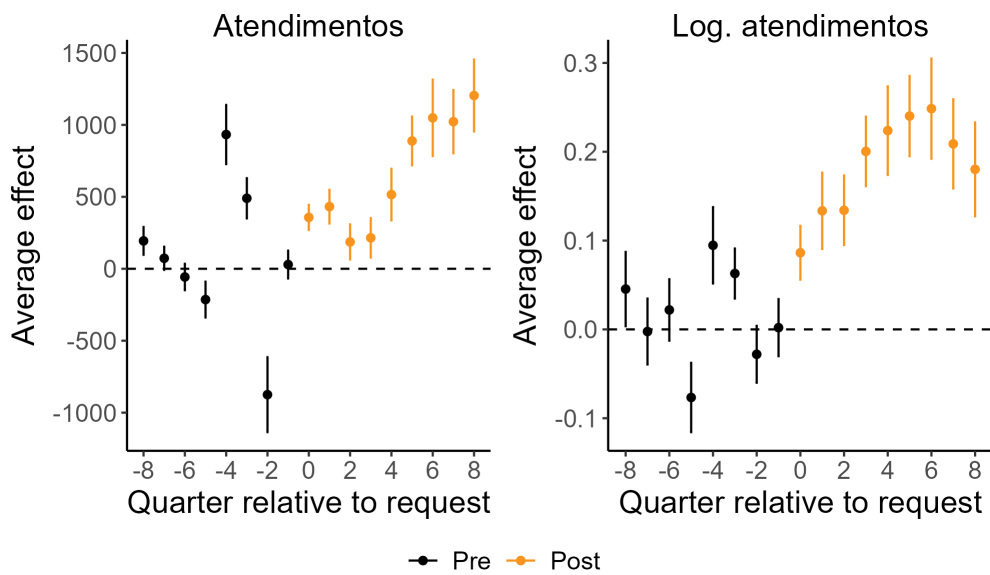 Atendimentos
1500
1000
500
0
-500
-1000
Average effect
-8 -6 -4 -2 0 2 4 6 8
Quarter relative to request
Log. atendimentos
0.3
0.2
0.1
0.0
-0.1
Average effect
-8 -6 -4 -2 0 2 4 6 8
Quarter relative to request
Pre Post